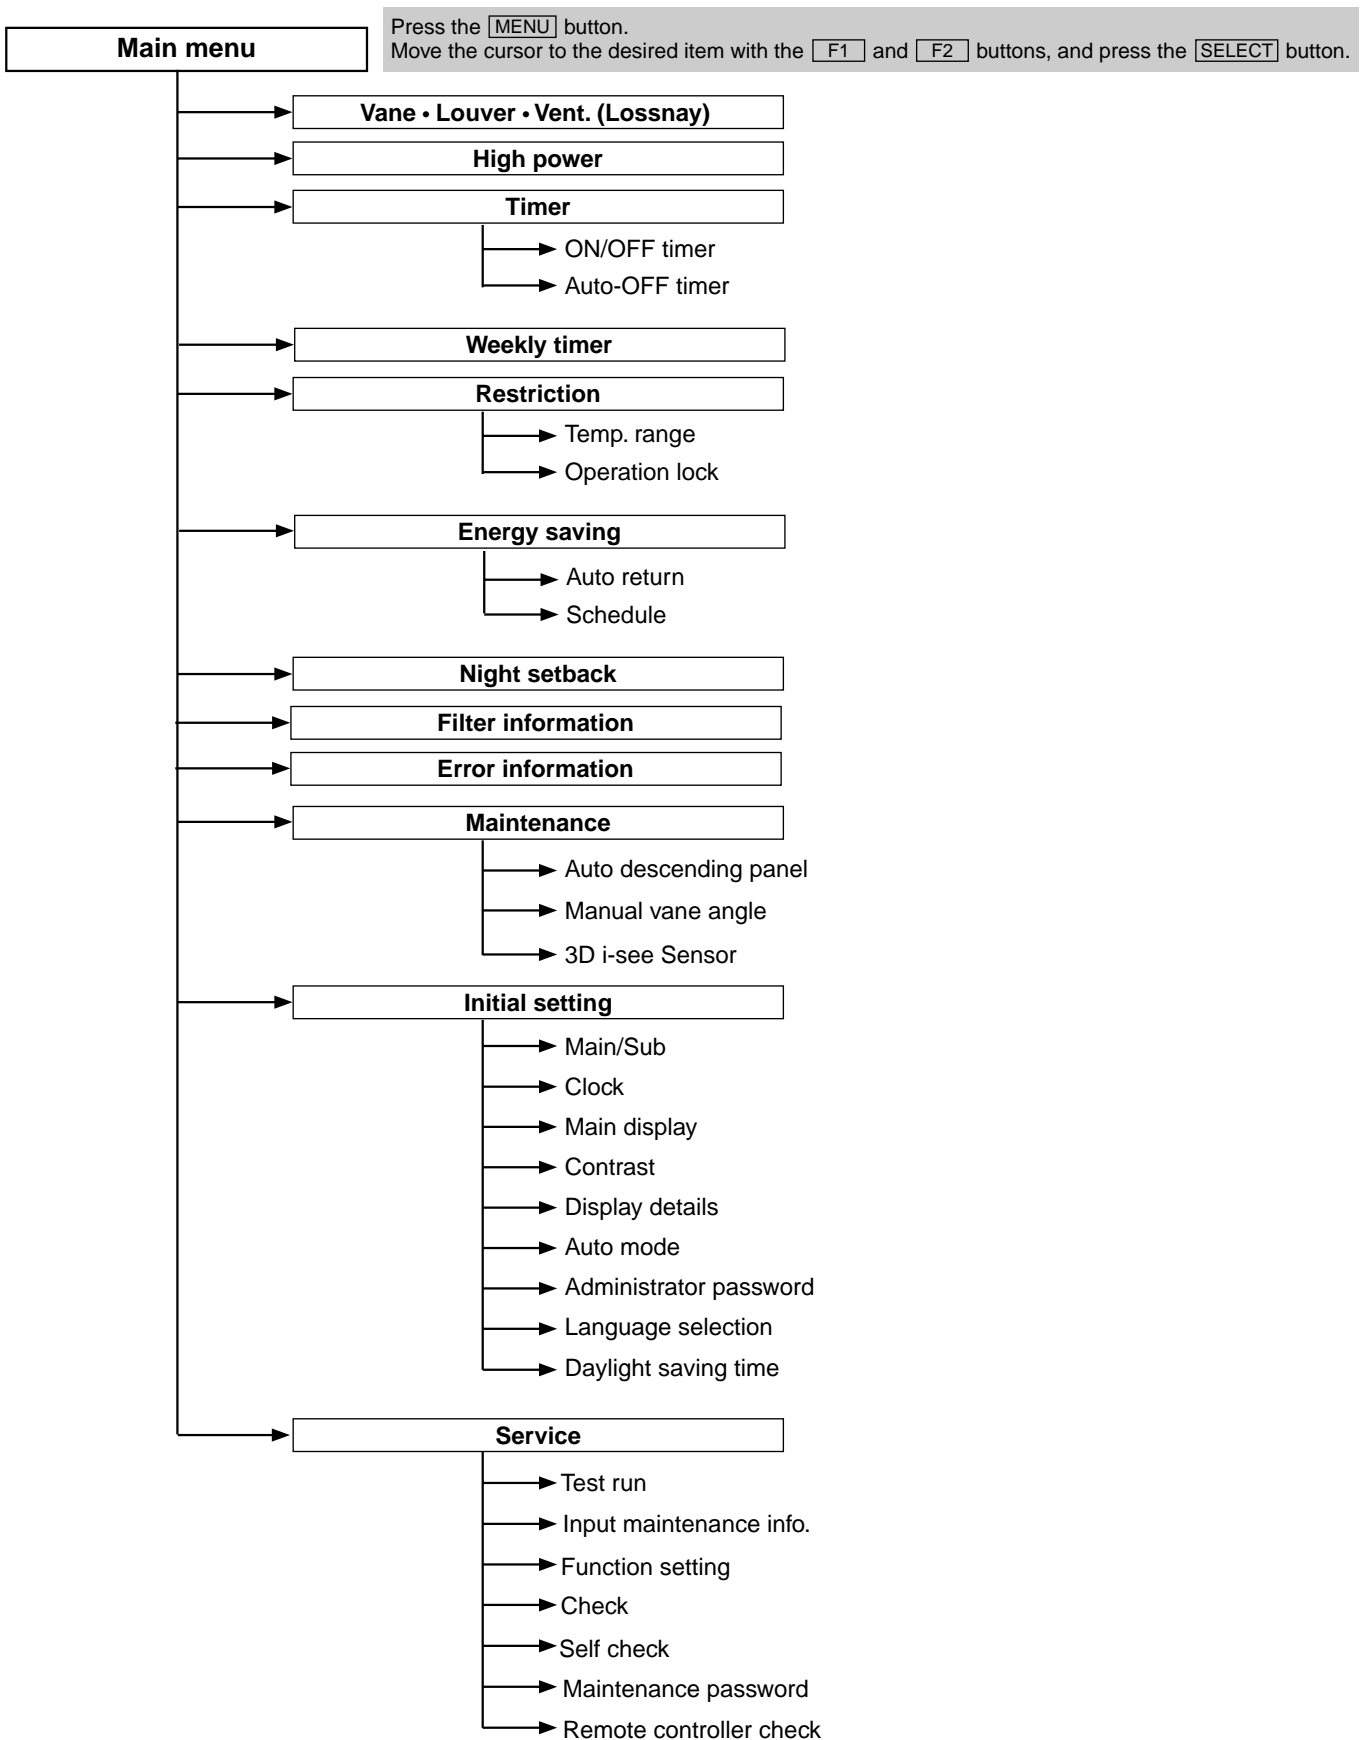 Main menu
Press the MENU button.
Move the cursor to the desired item with the F1 and F2 buttons, and press the SELECT button.
Vane • Louver • Vent. (Lossnay)
High power
Timer
ON/OFF timer
Auto-OFF timer
Weekly timer
Restriction
Temp. range
Operation lock
Energy saving
Auto return
Schedule
Night setback
Filter information
Error information
Maintenance
Auto descending panel
Manual vane angle
3D i-see Sensor
Initial setting
Main/Sub
Clock
Main display
Contrast
Display details
Auto mode
Administrator password
Language selection
Daylight saving time
Service
Test run
Input maintenance info.
Function setting
Check
Self check
Maintenance password
Remote controller check